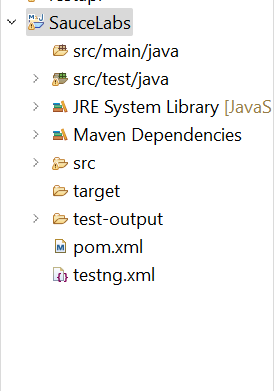 SauceLabs
src/main/java
src/test/java
JRE System Library [JavaS
Maven Dependencies
src
target
test-output
pom.xml
testng.xml